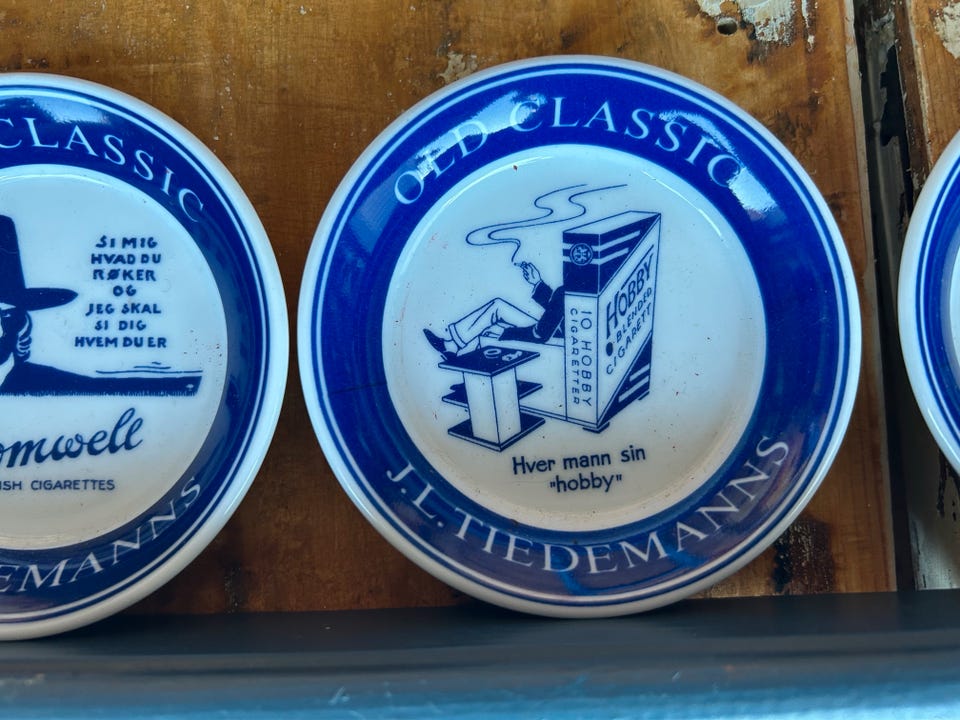 CLASSIC
SI MIG
HVAD DU
RØKER
OG
JEG SKAL
SI DIG
HVEM DU ER
omwell
ISH CIGARETTES
EMANNS
OLD CLASSIC
HOBBY
BLENDED
CIGARETT
10 HOBBY
CIGARETTER
Hver mann sin
"hobby"
J.L. TIEDEMANNS